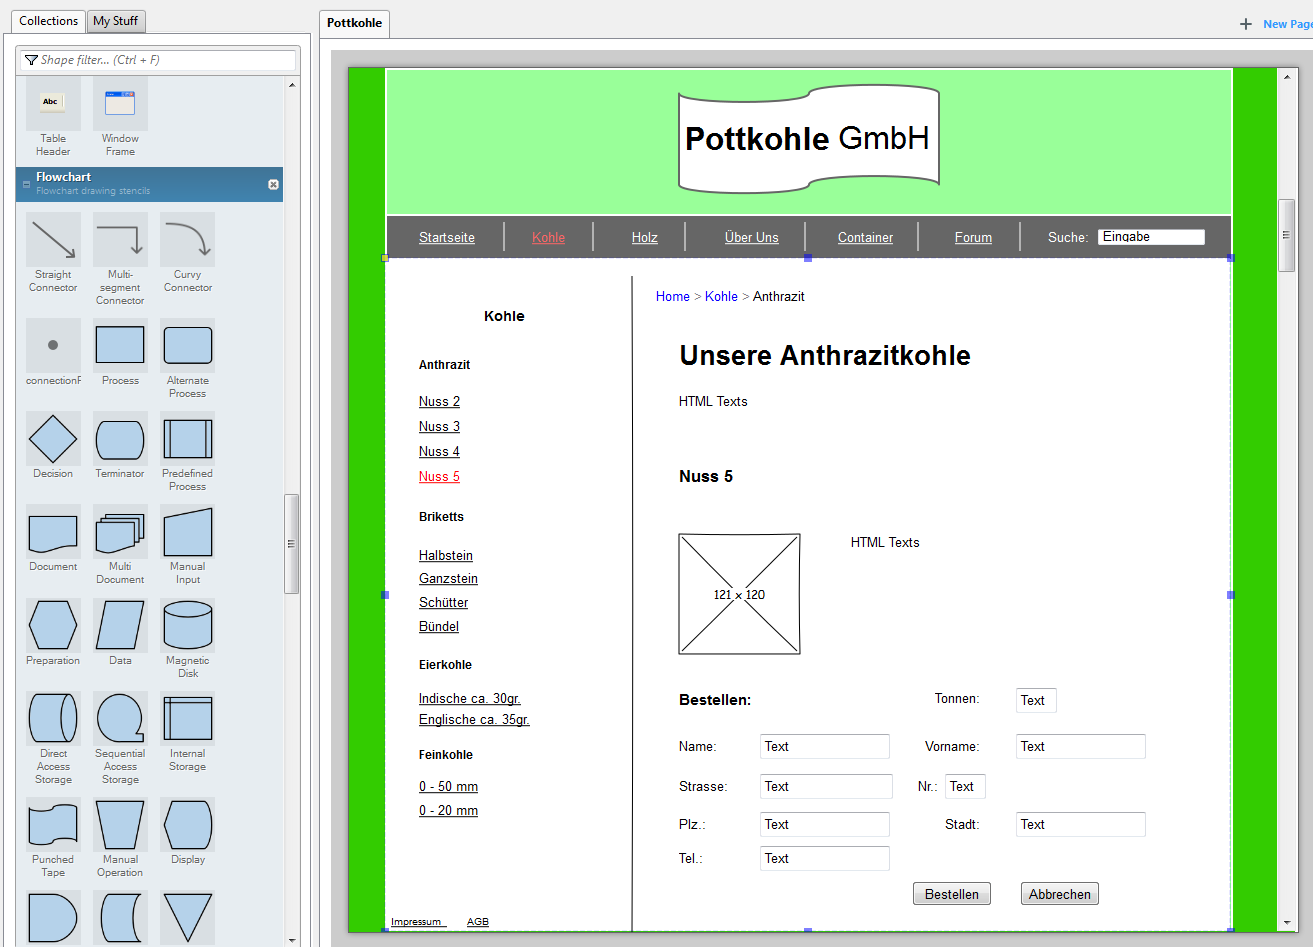 Collections
My Stuff
Shape filter... (Ctrl + F)
Abc
Table
Header
Window
Frame
Flowchart
Flowchart drawing stencils
Straight
Connector
Multi-
segment
Connector
Curvy
Connector
connectionF
Process
Alternate
Process
Decision
Terminator
Predefined
Process
Document
Multi
Document
Manual
Input
Preparation
Data
Magnetic
Disk
Direct
Access
Storage
Sequential
Access
Storage
Internal
Storage
Punched
Tape
Manual
Operation
Display
Pottkohle
+ New Page
Pottkohle GmbH
Startseite
Kohle
Holz
Über Uns
Container
Forum
Suche:
Eingabe
Kohle
Anthrazit
Nuss 2
Nuss 3
Nuss 4
Nuss 5
Briketts
Halbstein
Ganzstein
Schütter
Bündel
Eierkohle
Indische ca. 30gr.
Englische ca. 35gr.
Feinkohle
0 - 50 mm
0 - 20 mm
Impressum
AGB
Home > Kohle > Anthrazit
Unsere Anthrazitkohle
HTML Texts
Nuss 5
121 x 120
HTML Texts
Bestellen:
Tonnen: Text
Name: Text
Vorname: Text
Strasse: Text
Nr.: Text
Plz.: Text
Stadt: Text
Tel.: Text
Bestellen
Abbrechen